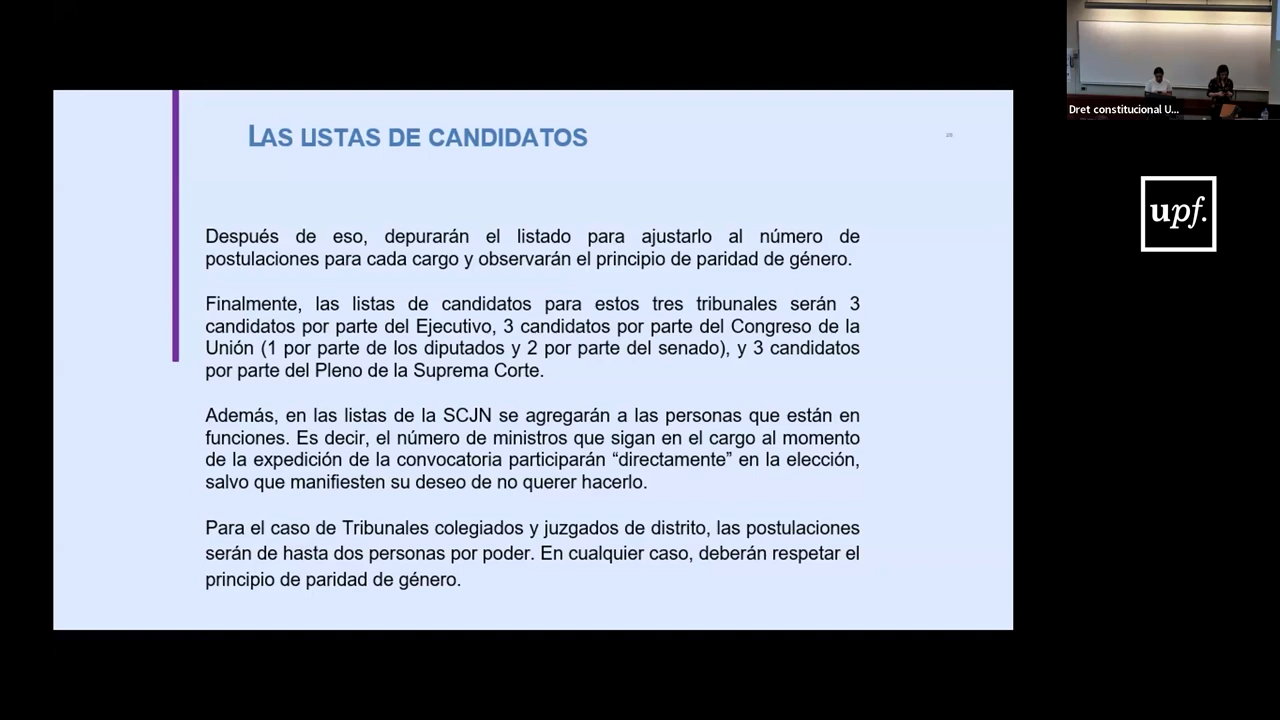 LAS LISTAS DE CANDIDATOS
Después de eso, depurarán el listado para ajustarlo al número de
postulaciones para cada cargo y observarán el principio de paridad de género.
Finalmente, las listas de candidatos para estos tres tribunales serán 3
candidatos por parte del Ejecutivo, 3 candidatos por parte del Congreso de la
Unión (1 por parte de los diputados y 2 por parte del senado), y 3 candidatos
por parte del Pleno de la Suprema Corte.
Además, en las listas de la SCJN se agregarán a las personas que están en
funciones. Es decir, el número de ministros que sigan en el cargo al momento
de la expedición de la convocatoria participarán “directamente” en la elección,
salvo que manifiesten su deseo de no querer hacerlo.
Para el caso de Tribunales colegiados y juzgados de distrito, las postulaciones
serán de hasta dos personas por poder. En cualquier caso, deberán respetar el
principio de paridad de género.
Dret constitucional U...
upf.